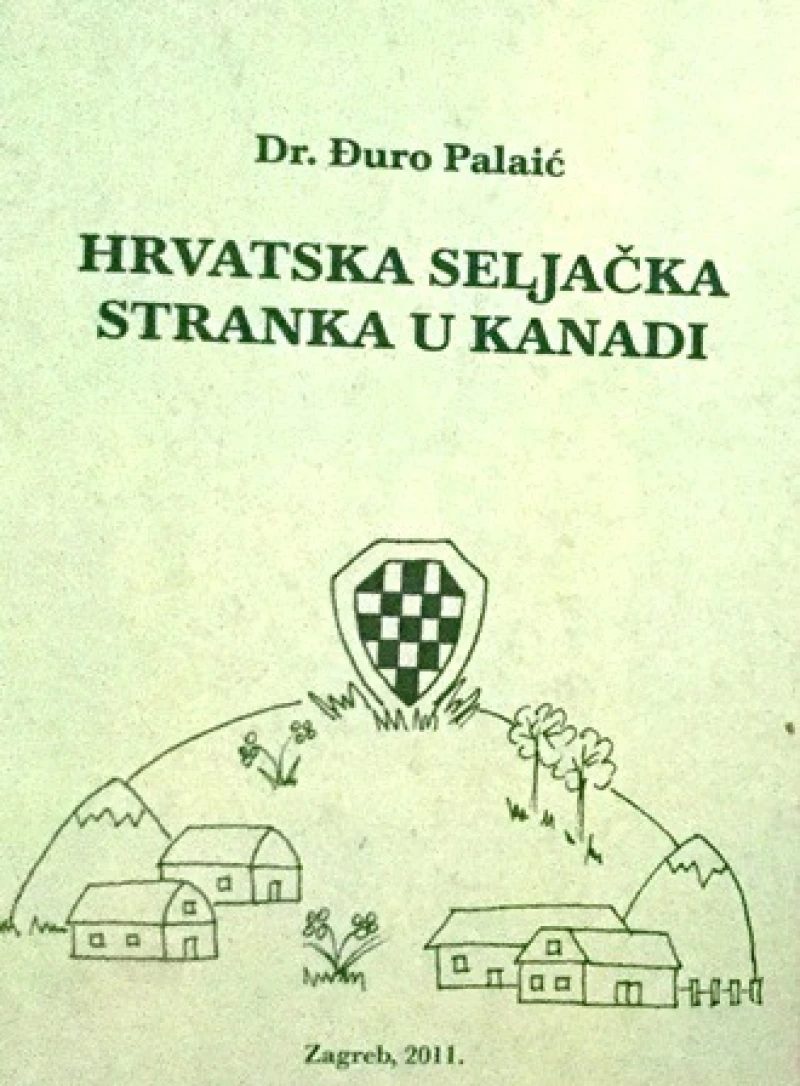 Dr. Đuro Palaić
HRVATSKA SELJAČKA
STRANKA U KANADI
Zagreb, 2011.